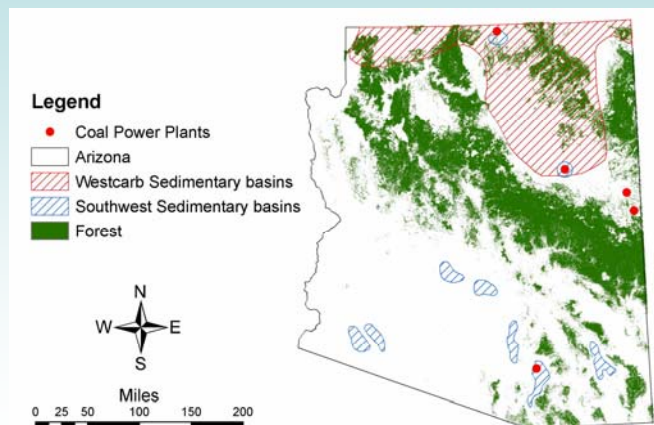 Legend
Coal Power Plants
Arizona
Westcarb Sedimentary basins
Southwest Sedimentary basins
Forest
N
W E
S
Miles
0 25 50 100 150 200